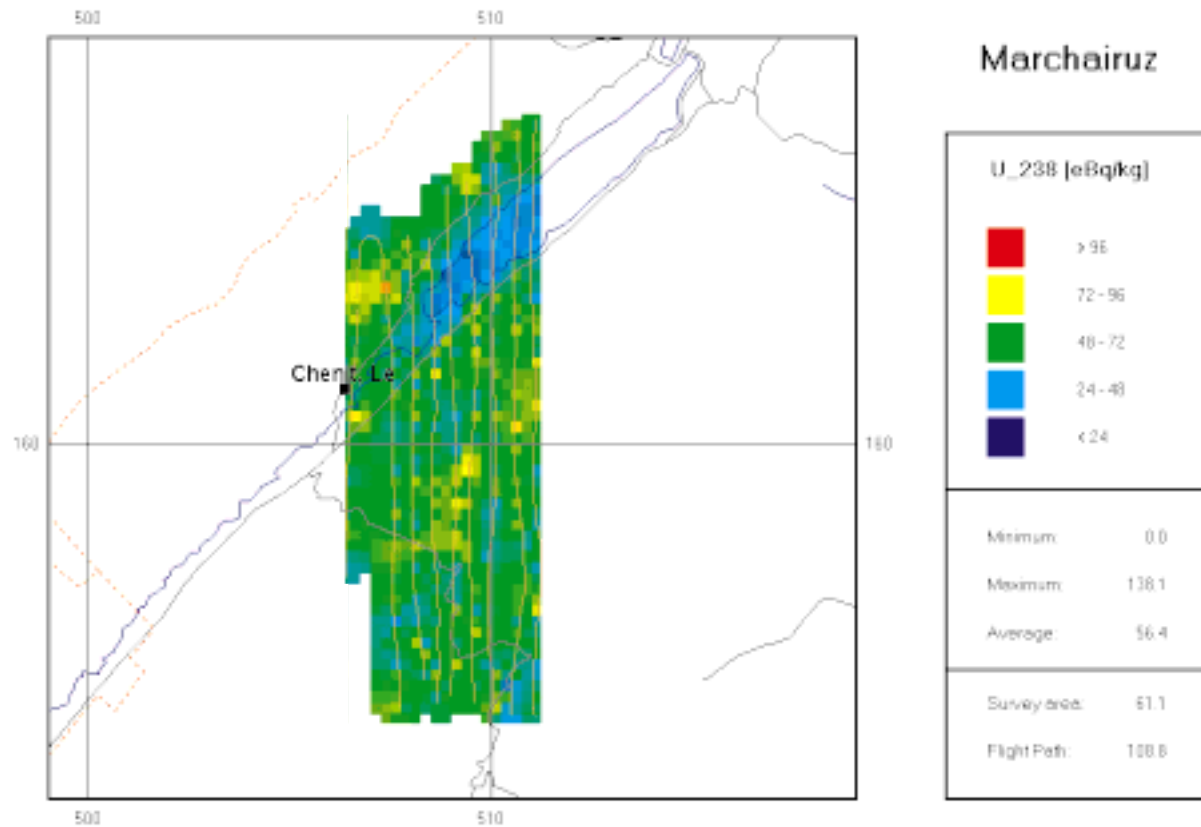 500
510
Marchairuz
U_238 [eBq/kg]
> 96
72 - 96
48 - 72
24 - 48
< 24
Chenit. Le
160
160
Minimum: 0.0
Maximum: 138.1
Average: 56.4
Survey area: 61.1
Flight Path: 108.8
500
510